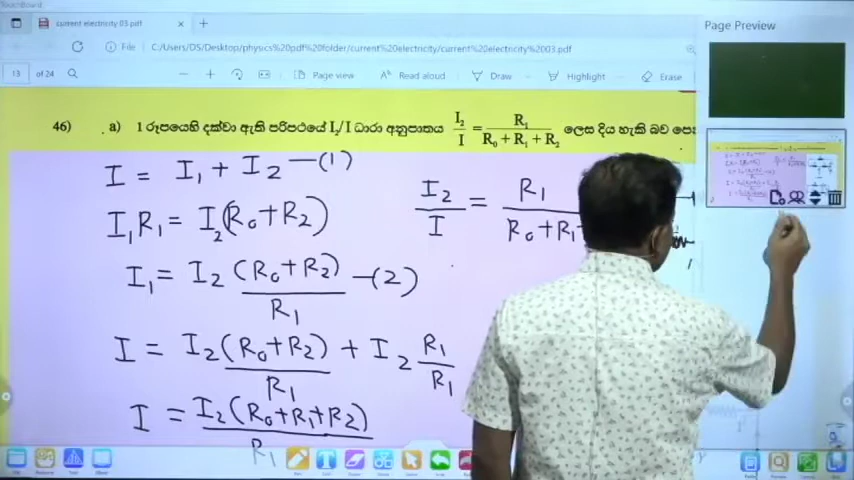 TouchBoard
current electricity 03.pdf
Page Preview
File C:/Users/DS/Desktop/physics%20pdf%20folder/current%20electricity/current%20electricity%2003.pdf
13 of 24 Page view Read aloud Draw Highlight Erase
46) a) 1 රූපයෙහි දක්වා ඇති පරිපථයේ I₂/I ධාරා අනුපාතය I₂/I = R₁/(R₀ + R₁ + R₂) ලෙස දිය හැකි බව
I = I₁ + I₂ —(1)
I₁R₁ = I₂(R₀+R₂)
I₁ = I₂ (R₀+R₂)/R₁ —(2)
I = I₂(R₀+R₂)/R₁ + I₂ R₁/R₁
I = I₂(R₀+R₁+R₂)/R₁
I₂/I = R₁/R₀+R₁